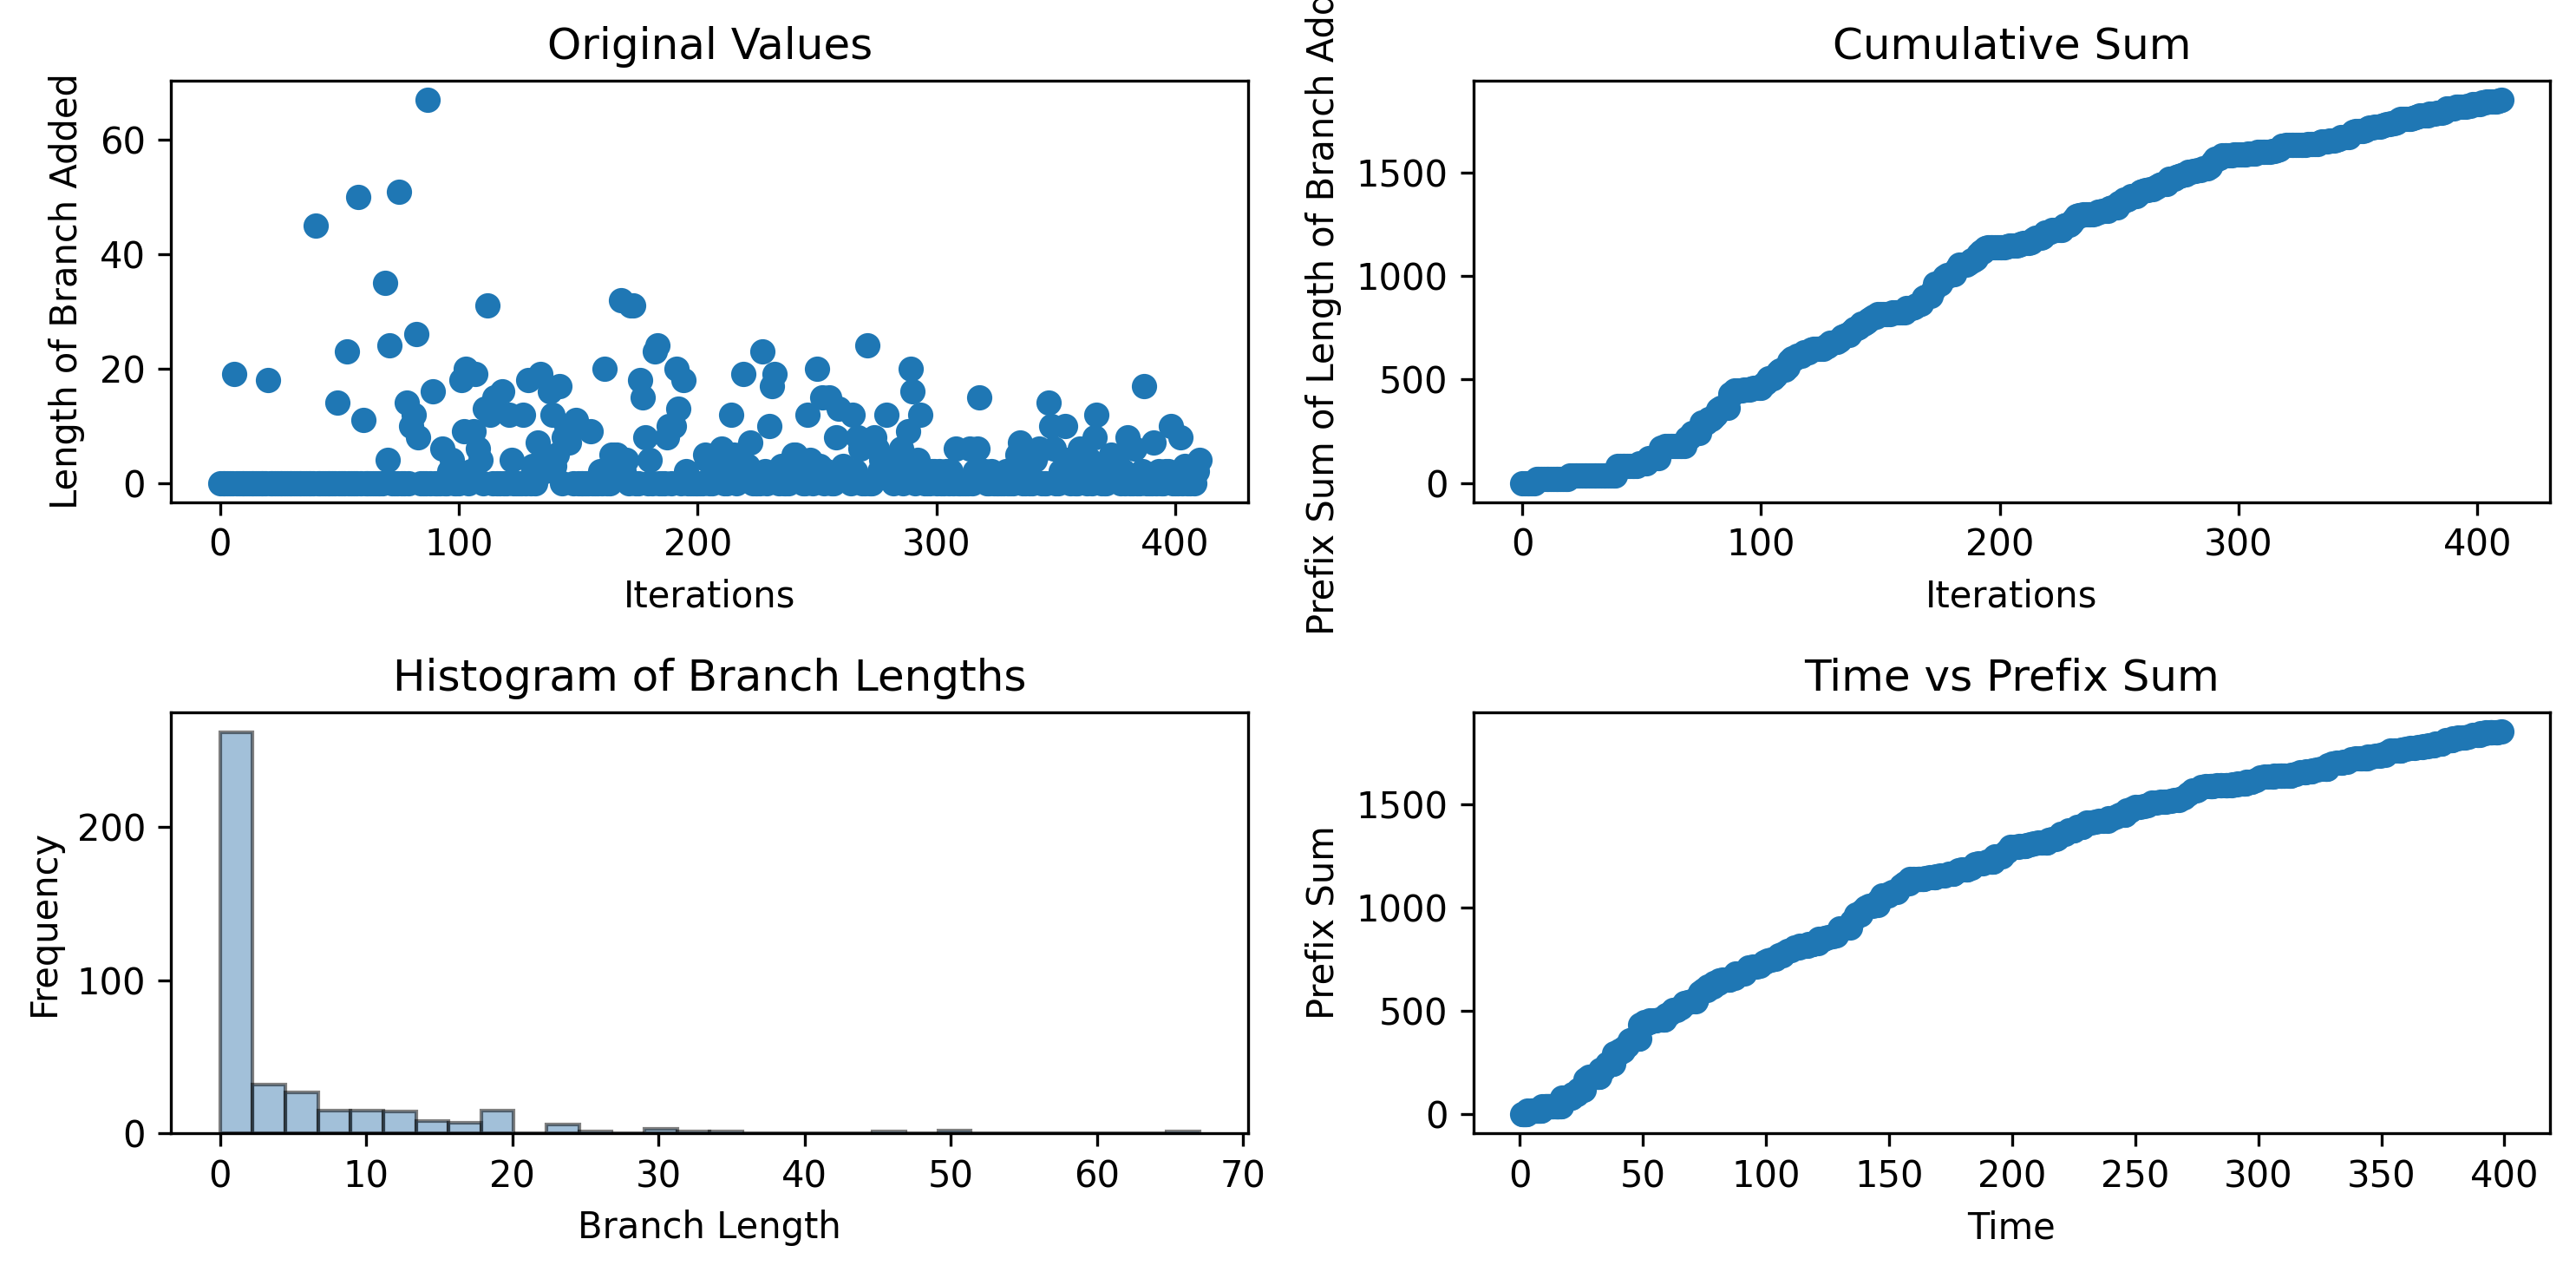 Original Values
Length of Branch Added
60
40
20
0
0 100 200 300 400
Iterations
Cumulative Sum
Prefix Sum of Length of Branch Ad
1500
1000
500
0
0 100 200 300 400
Iterations
Histogram of Branch Lengths
Frequency
200
100
0
0 10 20 30 40 50 60 70
Branch Length
Time vs Prefix Sum
Prefix Sum
1500
1000
500
0
0 50 100 150 200 250 300 350 400
Time